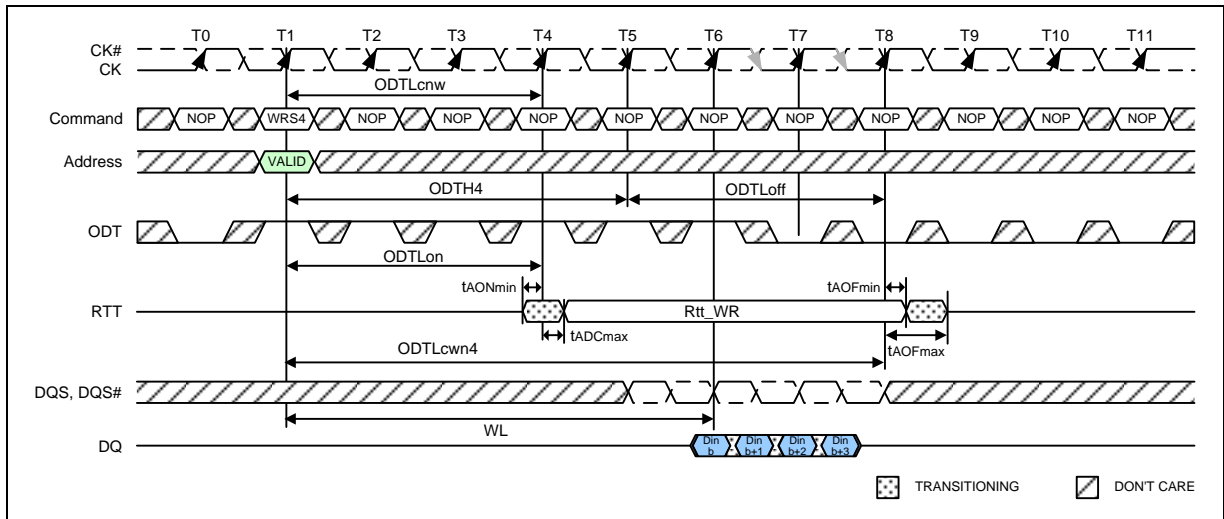 T0 T1 T2 T3 T4 T5 T6 T7 T8 T9 T10 T11
CK#
CK
ODTLcnw
Command NOP WRS4 NOP NOP NOP NOP NOP NOP NOP NOP NOP NOP
Address VALID
ODTH4 ODTLoff
ODT
ODTLon
tAONmin tAOFmin
RTT Rtt_WR
tADCmax tAOFmax
ODTLcwn4
DQS, DQS#
WL
DQ Din b Din b+1 Din b+2 Din b+3
TRANSITIONING DON'T CARE